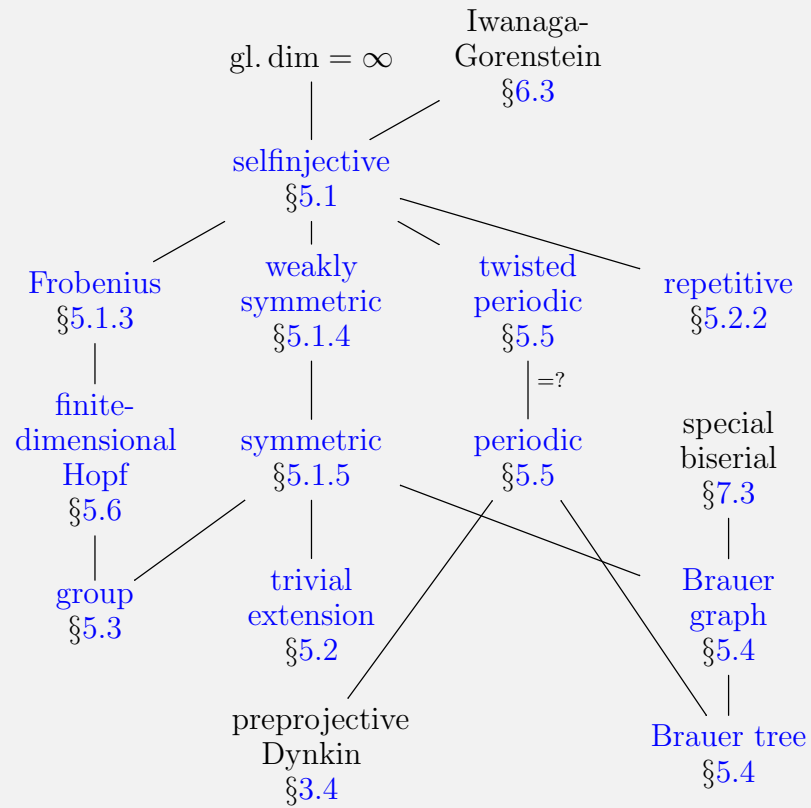 gl. dim = ∞
Iwanaga-
Gorenstein
§6.3
selfinjective
§5.1
Frobenius
§5.1.3
weakly
symmetric
§5.1.4
twisted
periodic
§5.5
repetitive
§5.2.2
=?
finite-
dimensional
Hopf
§5.6
symmetric
§5.1.5
periodic
§5.5
special
biserial
§7.3
group
§5.3
trivial
extension
§5.2
Brauer
graph
§5.4
preprojective
Dynkin
§3.4
Brauer tree
§5.4